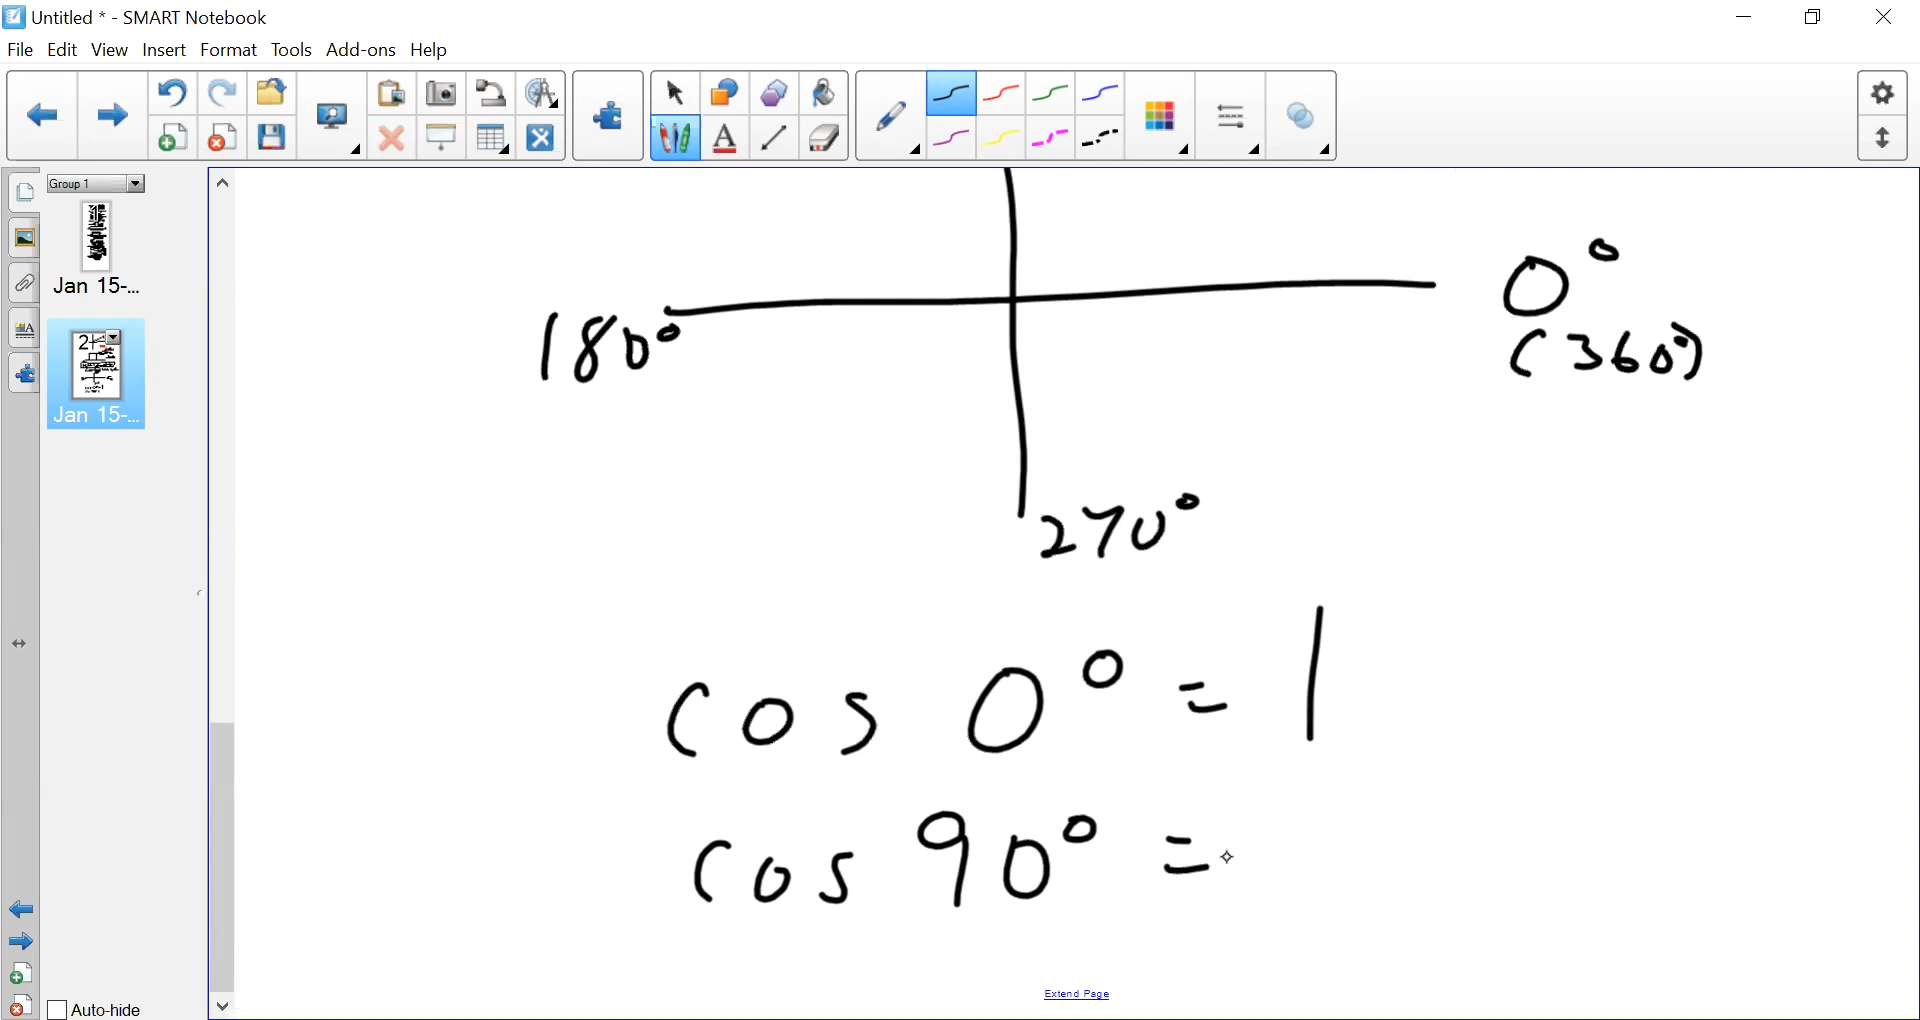 Untitled * - SMART Notebook
File Edit View Insert Format Tools Add-ons Help
Group 1
Jan 15-...
2
Jan 15-...
0°
180°
(360°)
270°
cos 0° = 1
cos 90° =
Extend Page
Auto-hide